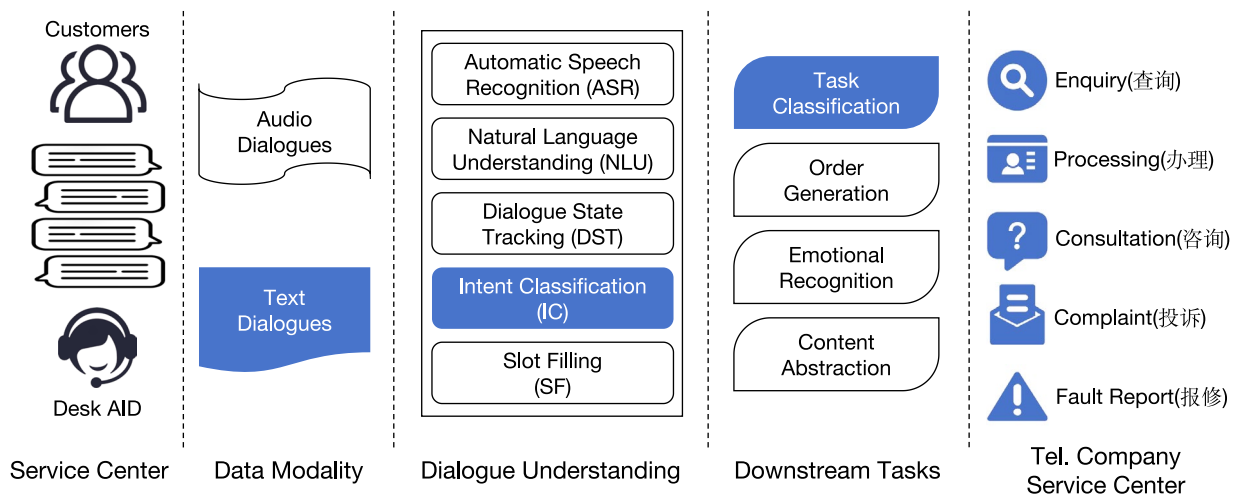 Customers
Desk AID
Service Center
Audio
Dialogues
Text
Dialogues
Data Modality
Automatic Speech
Recognition (ASR)
Natural Language
Understanding (NLU)
Dialogue State
Tracking (DST)
Intent Classification
(IC)
Slot Filling
(SF)
Dialogue Understanding
Task
Classification
Order
Generation
Emotional
Recognition
Content
Abstraction
Downstream Tasks
Enquiry(查询)
Processing(办理)
?
Consultation(咨询)
Complaint(投诉)
Fault Report(报修)
Tel. Company
Service Center